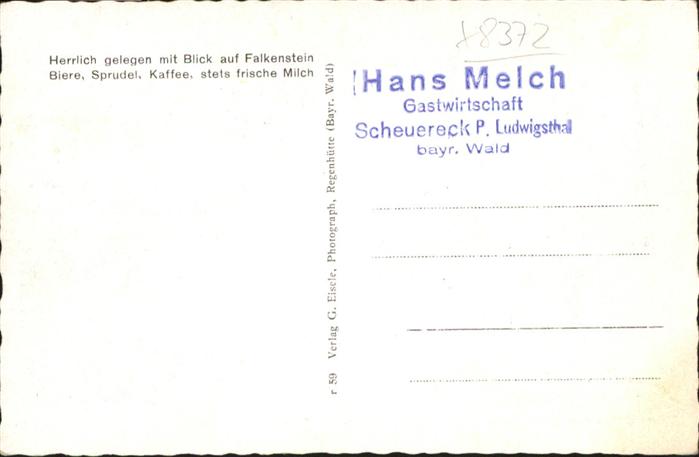 Herrlich gelegen mit Blick auf Falkenstein
Biere, Sprudel, Kaffee, stets frische Milch
r 59 Verlag G. Eisele, Photograph, Regenhütte (Bayr. Wald)
x8372
Hans Melch
Gastwirtschaft
Scheuereck P. Ludwigsthal
bayr. Wald